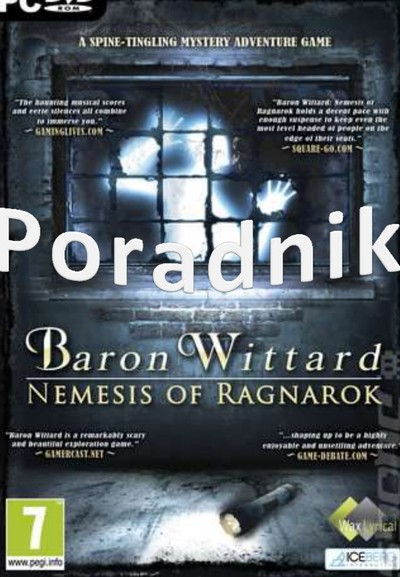 PC DVD ROM
A SPINE-TINGLING MYSTERY ADVENTURE GAME
"The haunting musical scores
and eerie silences all combine
to immerse you."
~ GAMINGLIVES.COM ~
"Baron Wittard: Nemesis of
Ragnarok holds a decent pace with
enough suspense to keep even the
most level headed of people on the
edge of their seats."
~ SQUARE-GO.COM ~
Poradnik
Baron Wittard
NEMESIS OF RAGNAROK
"Baron Wittard is a remarkably scary
and beautiful exploration game."
~ GAMERCAST.NET ~
"...shaping up to be a highly
enjoyable and unsettling adventure."
~ GAME-DEBATE.COM ~
7
www.pegi.info
Wax Lyrical
ICEBERG